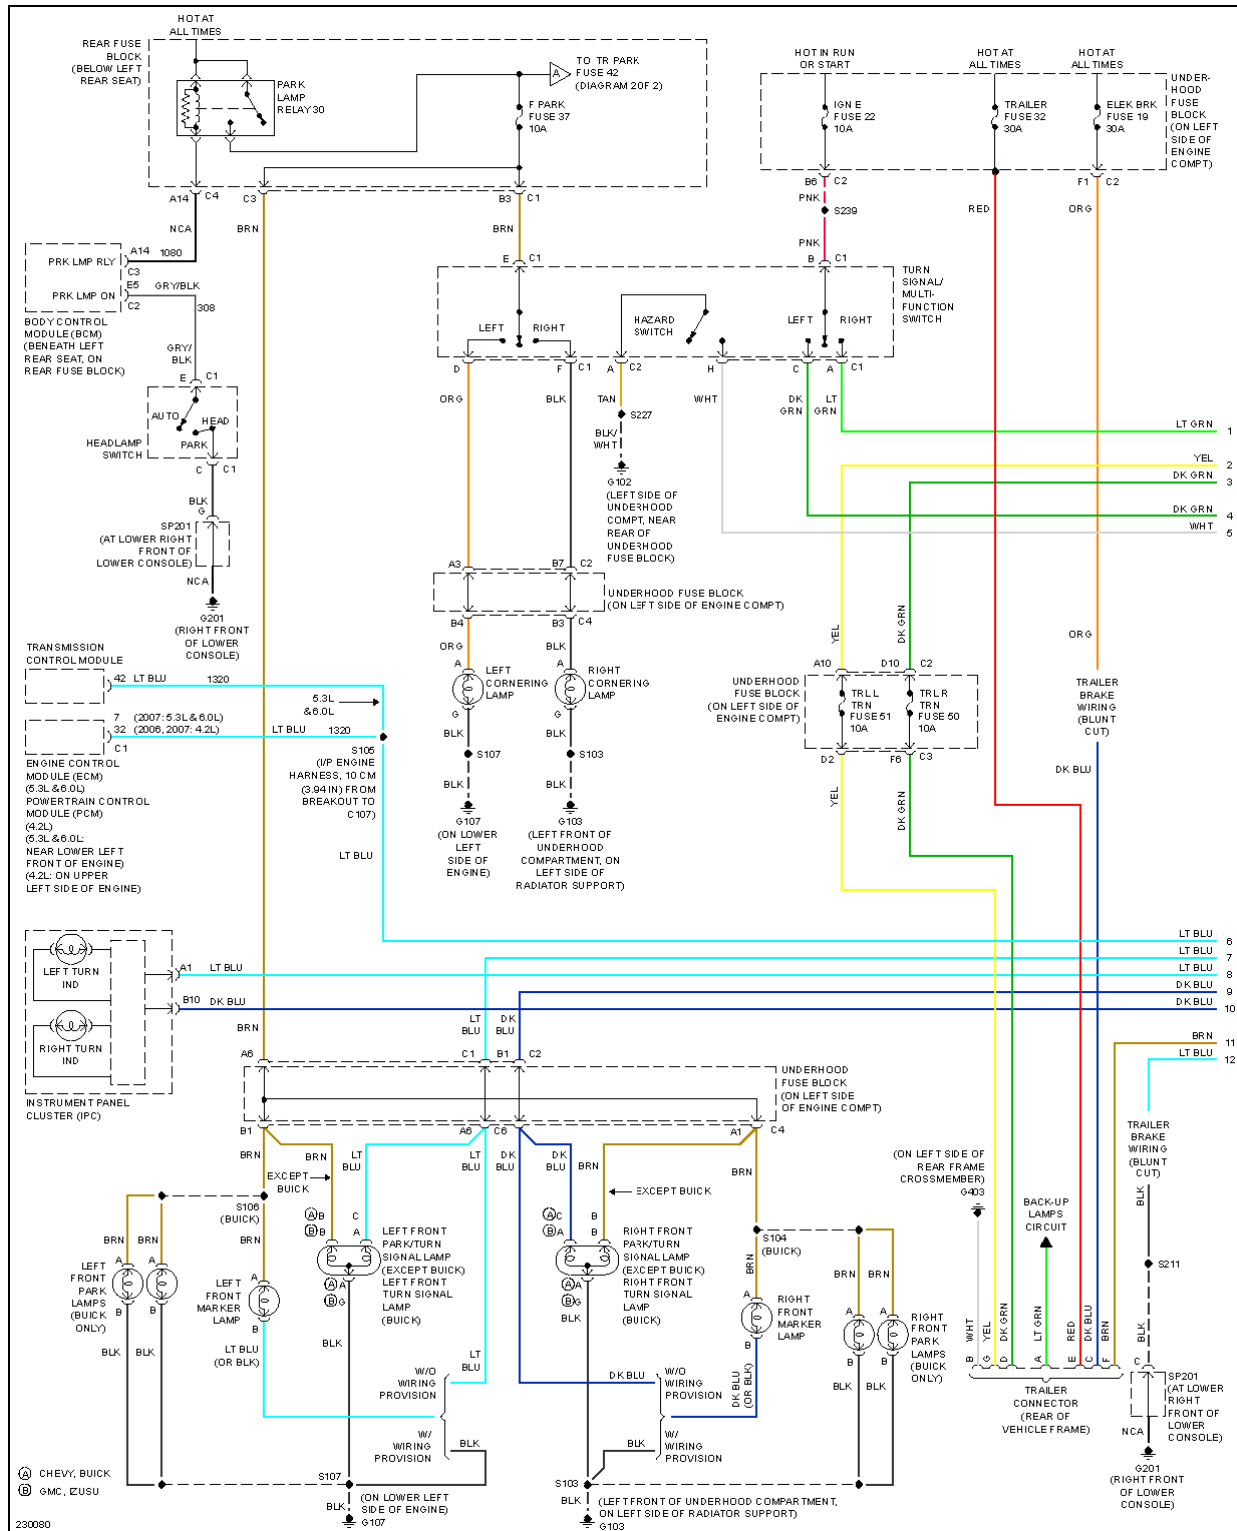 HOT AT
ALL TIMES
REAR FUSE
BLOCK
(BELOW LEFT
REAR SEAT)
PARK
LAMP
RELAY 30
A
TO TR PARK
FUSE 42
(DIAGRAM 2 OF 2)
F PARK
FUSE 37
10A
HOT IN RUN
OR START
HOT AT
ALL TIMES
HOT AT
ALL TIMES
IGN E
FUSE 22
10A
TRAILER
FUSE 32
30A
ELEK BRK
FUSE 19
30A
UNDER-
HOOD
FUSE
BLOCK
(ON LEFT
SIDE OF
ENGINE
COMPT)
A14
C4
C3
B3
C1
B6
C2
F1
C2
NCA
BRN
BRN
PNK
S239
PNK
RED
ORG
PRK LMP RLY
A14
1080
C3
PRK LMP ON
E5
GRY/BLK
C2
308
BODY CONTROL
MODULE (BCM)
(BENEATH LEFT
REAR SEAT, ON
REAR FUSE BLOCK)
GRY/
BLK
E
C1
AUTO
HEAD
PARK
HEADLAMP
SWITCH
C
C1
BLK
G
SP201
(AT LOWER RIGHT
FRONT OF
LOWER CONSOLE)
NCA
G201
(RIGHT FRONT
OF LOWER
CONSOLE)
E
C1
B
C1
LEFT
RIGHT
HAZARD
SWITCH
LEFT
RIGHT
TURN
SIGNAL/
MULTI-
FUNCTION
SWITCH
D
F
C1
A
C2
H
C
A
C1
ORG
BLK
TAN
S227
BLK/
WHT
G102
(LEFT SIDE OF
UNDERHOOD
COMPT, NEAR
REAR OF
UNDERHOOD
FUSE BLOCK)
WHT
DK
GRN
LT
GRN
LT GRN
1
YEL
2
DK GRN
3
DK GRN
4
WHT
5
A3
B7
C2
UNDERHOOD FUSE BLOCK
(ON LEFT SIDE OF ENGINE COMPT)
B4
B3
C4
ORG
BLK
A
A
LEFT
CORNERING
LAMP
RIGHT
CORNERING
LAMP
G
G
BLK
BLK
S107
S103
BLK
BLK
G107
(ON LOWER
LEFT
SIDE OF
ENGINE)
G103
(LEFT FRONT OF
UNDERHOOD
COMPARTMENT, ON
LEFT SIDE OF
RADIATOR SUPPORT)
YEL
DK GRN
A10
D10
C2
UNDERHOOD
FUSE BLOCK
(ON LEFT SIDE OF
ENGINE COMPT)
TRL L
TRN
FUSE 51
10A
TRL R
TRN
FUSE 50
10A
D2
F6
C3
YEL
DK GRN
ORG
TRAILER
BRAKE
WIRING
(BLUNT
CUT)
DK BLU
TRANSMISSION
CONTROL MODULE
42
LT BLU
1320
5.3L
& 6.0L
7
(2007: 5.3L & 6.0L)
32
(2006, 2007: 4.2L)
LT BLU
1320
C1
ENGINE CONTROL
MODULE (ECM)
(5.3L & 6.0L)
POWERTRAIN CONTROL
MODULE (PCM)
(4.2L)
(5.3L & 6.0L:
NEAR LOWER LEFT
FRONT OF ENGINE)
(4.2L: ON UPPER
LEFT SIDE OF ENGINE)
S105
(I/P ENGINE
HARNESS, 10 CM
(3.94 IN) FROM
BREAKOUT TO
C107)
LT BLU
LT BLU
6
LT BLU
7
LT BLU
8
DK BLU
9
DK BLU
10
LEFT TURN
IND
A1
LT BLU
B10
DK BLU
RIGHT TURN
IND
INSTRUMENT PANEL
CLUSTER (IPC)
BRN
LT
BLU
DK
BLU
A6
C1
B1
C2
UNDERHOOD
FUSE BLOCK
(ON LEFT SIDE
OF ENGINE COMPT)
B1
A6
C6
A1
C4
BRN
11
LT BLU
12
BRN
BRN
LT
BLU
LT
BLU
DK
BLU
DK
BLU
BRN
BRN
EXCEPT
BUICK
EXCEPT BUICK
S106
(BUICK)
A B
B B
C
A
A C
B A
B
B
LEFT FRONT
PARK/TURN
SIGNAL LAMP
(EXCEPT BUICK)
LEFT FRONT
TURN SIGNAL
LAMP
(BUICK)
RIGHT FRONT
PARK/TURN
SIGNAL LAMP
(EXCEPT BUICK)
RIGHT FRONT
TURN SIGNAL
LAMP
(BUICK)
A A
B G
A A
B G
S104
(BUICK)
BRN
BRN
BRN
A
A
A
LEFT
FRONT
PARK
LAMPS
(BUICK
ONLY)
LEFT
FRONT
MARKER
LAMP
B
B
B
BLK
BLK
LT BLU
(OR BLK)
BLK
LT
BLU
W/O
WIRING
PROVISION
W/
WIRING
PROVISION
BLK
BLK
DK BLU
W/O
WIRING
PROVISION
W/
WIRING
PROVISION
BLK
DK BLU
(OR BLK)
BRN
A
RIGHT
FRONT
MARKER
LAMP
B
BRN
BRN
A
A
RIGHT
FRONT
PARK
LAMPS
(BUICK
ONLY)
B
B
BLK
BLK
S107
BLK
(ON LOWER LEFT
SIDE OF ENGINE)
G107
S103
BLK
(LEFT FRONT OF UNDERHOOD COMPARTMENT,
ON LEFT SIDE OF RADIATOR SUPPORT)
G103
(ON LEFT SIDE OF
REAR FRAME
CROSSMEMBER)
G403
BACK-UP
LAMPS
CIRCUIT
WHT
YEL
DK GRN
LT GRN
RED
DK BLU
BRN
B
G
D
A
E
C
F
TRAILER
CONNECTOR
(REAR OF
VEHICLE FRAME)
TRAILER
BRAKE
WIRING
(BLUNT
CUT)
BLK
S211
BLK
C
SP201
(AT LOWER
RIGHT
FRONT OF
LOWER
CONSOLE)
NCA
G201
(RIGHT FRONT
OF LOWER
CONSOLE)
A CHEVY, BUICK
B GMC, IZUSU
230080